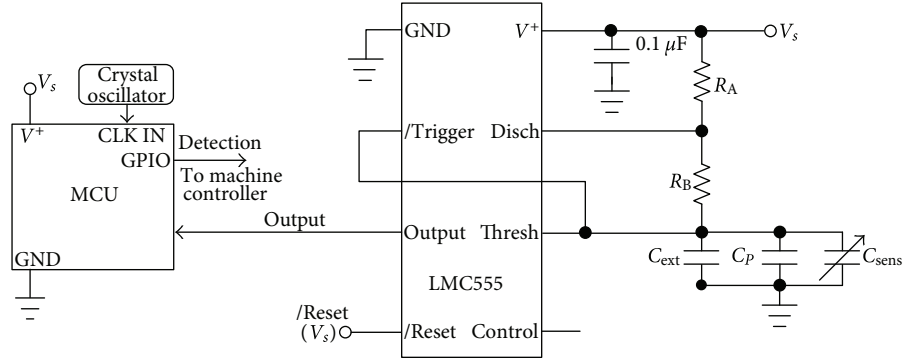 V_s
Crystal
oscillator
V^+
CLK IN
GPIO
MCU
GND
Detection
To machine
controller
Output
GND
V^+
/Trigger
Disch
Output
Thresh
LMC555
/Reset
Control
/Reset
(V_s)
0.1 μF
V_s
R_A
R_B
C_ext
C_P
C_sens